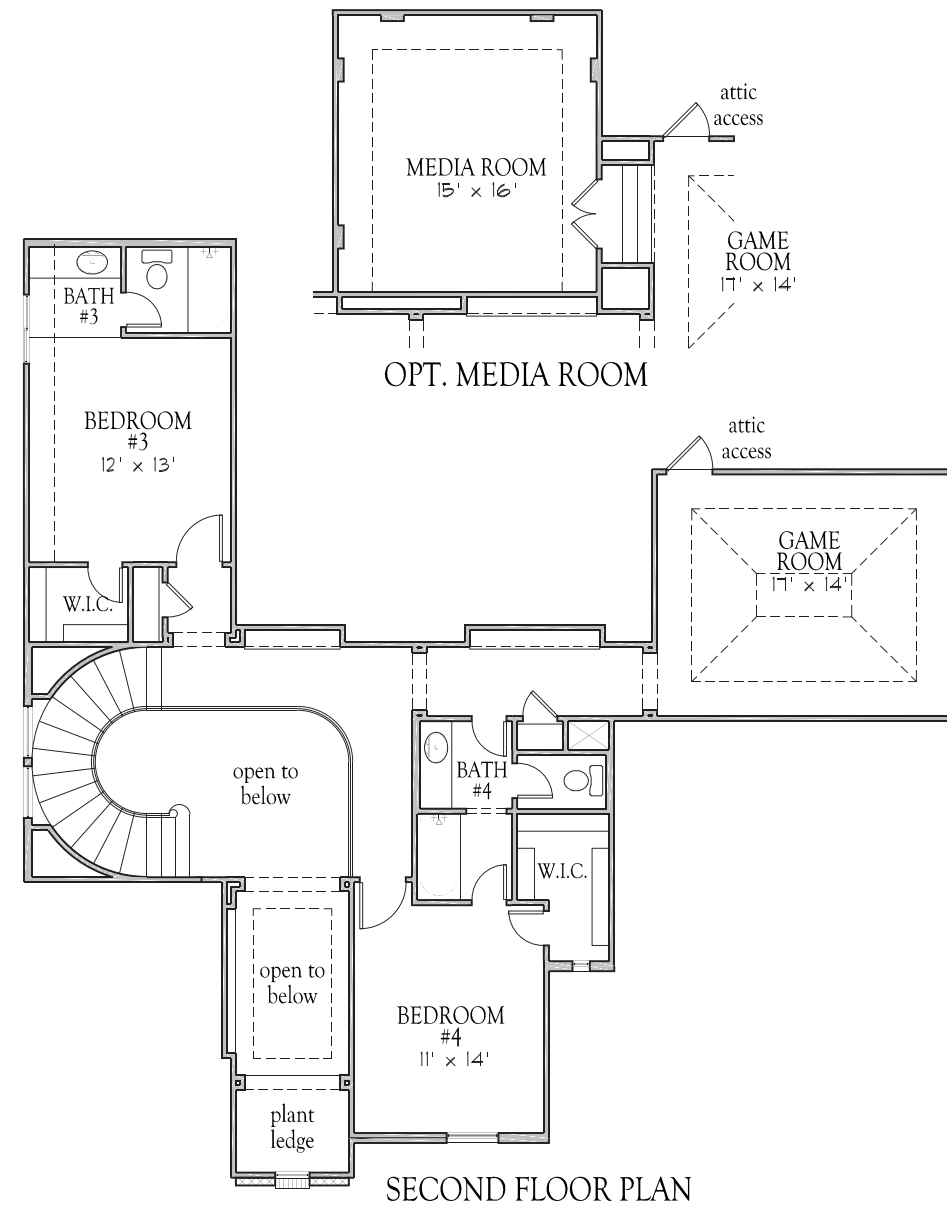 attic
access
MEDIA ROOM
15' x 16'
GAME
ROOM
17' x 14'
BATH
#3
OPT. MEDIA ROOM
BEDROOM
#3
12' x 13'
attic
access
GAME
ROOM
17' x 14'
W.I.C.
open to
below
BATH
#4
W.I.C.
open to
below
BEDROOM
#4
11' x 14'
plant
ledge
SECOND FLOOR PLAN